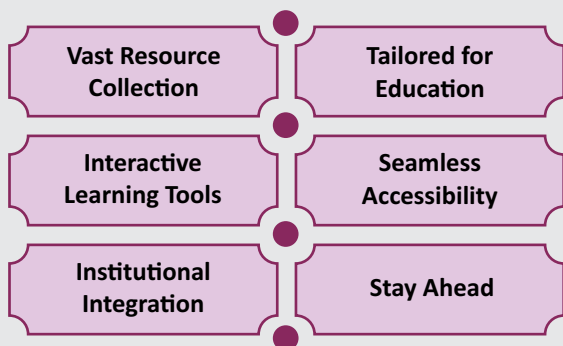 Vast Resource
Collection
Tailored for
Education
Interactive
Learning Tools
Seamless
Accessibility
Institutional
Integration
Stay Ahead